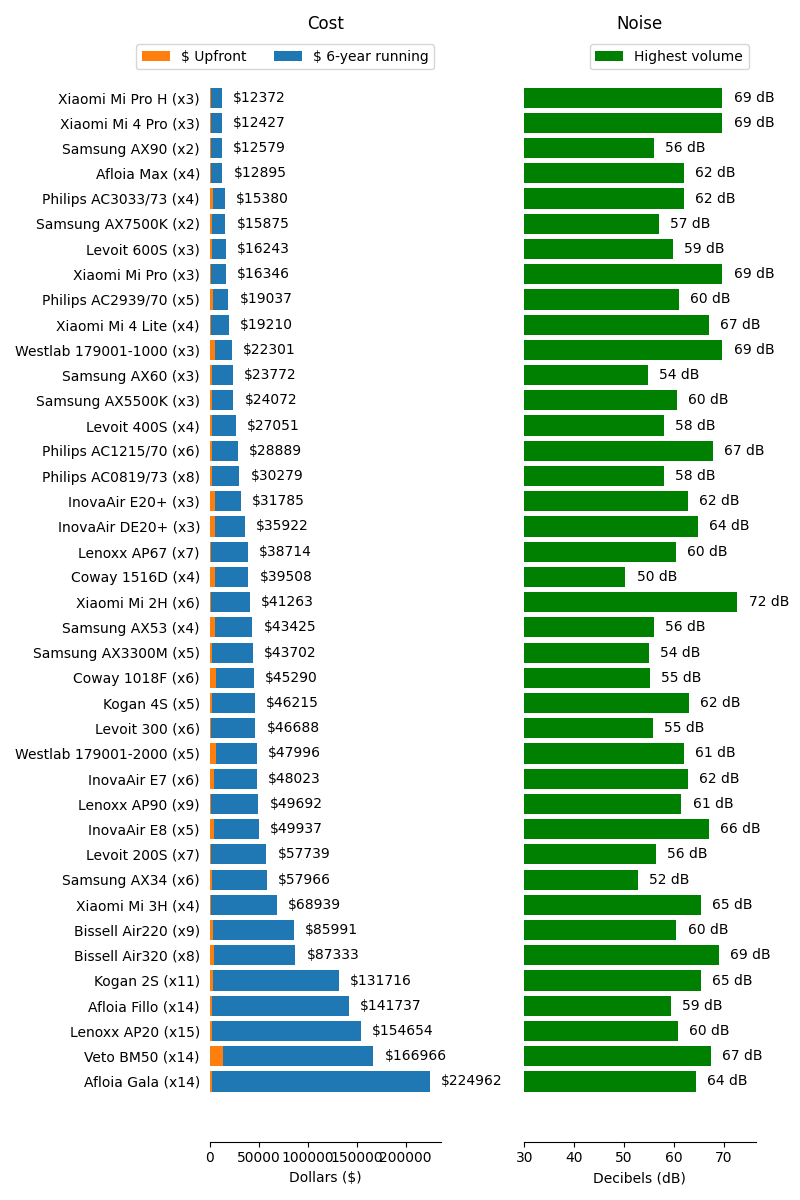 Cost Noise
$ Upfront $ 6-year running Highest volume
Xiaomi Mi Pro H (x3) $12372 69 dB
Xiaomi Mi 4 Pro (x3) $12427 69 dB
Samsung AX90 (x2) $12579 56 dB
Afloia Max (x4) $12895 62 dB
Philips AC3033/73 (x4) $15380 62 dB
Samsung AX7500K (x2) $15875 57 dB
Levoit 600S (x3) $16243 59 dB
Xiaomi Mi Pro (x3) $16346 69 dB
Philips AC2939/70 (x5) $19037 60 dB
Xiaomi Mi 4 Lite (x4) $19210 67 dB
Westlab 179001-1000 (x3) $22301 69 dB
Samsung AX60 (x3) $23772 54 dB
Samsung AX5500K (x3) $24072 60 dB
Levoit 400S (x4) $27051 58 dB
Philips AC1215/70 (x6) $28889 67 dB
Philips AC0819/73 (x8) $30279 58 dB
InovaAir E20+ (x3) $31785 62 dB
InovaAir DE20+ (x3) $35922 64 dB
Lenoxx AP67 (x7) $38714 60 dB
Coway 1516D (x4) $39508 50 dB
Xiaomi Mi 2H (x6) $41263 72 dB
Samsung AX53 (x4) $43425 56 dB
Samsung AX3300M (x5) $43702 54 dB
Coway 1018F (x6) $45290 55 dB
Kogan 4S (x5) $46215 62 dB
Levoit 300 (x6) $46688 55 dB
Westlab 179001-2000 (x5) $47996 61 dB
InovaAir E7 (x6) $48023 62 dB
Lenoxx AP90 (x9) $49692 61 dB
InovaAir E8 (x5) $49937 66 dB
Levoit 200S (x7) $57739 56 dB
Samsung AX34 (x6) $57966 52 dB
Xiaomi Mi 3H (x4) $68939 65 dB
Bissell Air220 (x9) $85991 60 dB
Bissell Air320 (x8) $87333 69 dB
Kogan 2S (x11) $131716 65 dB
Afloia Fillo (x14) $141737 59 dB
Lenoxx AP20 (x15) $154654 60 dB
Veto BM50 (x14) $166966 67 dB
Afloia Gala (x14) $224962 64 dB
0 50000 100000 150000 200000 30 40 50 60 70
Dollars ($) Decibels (dB)